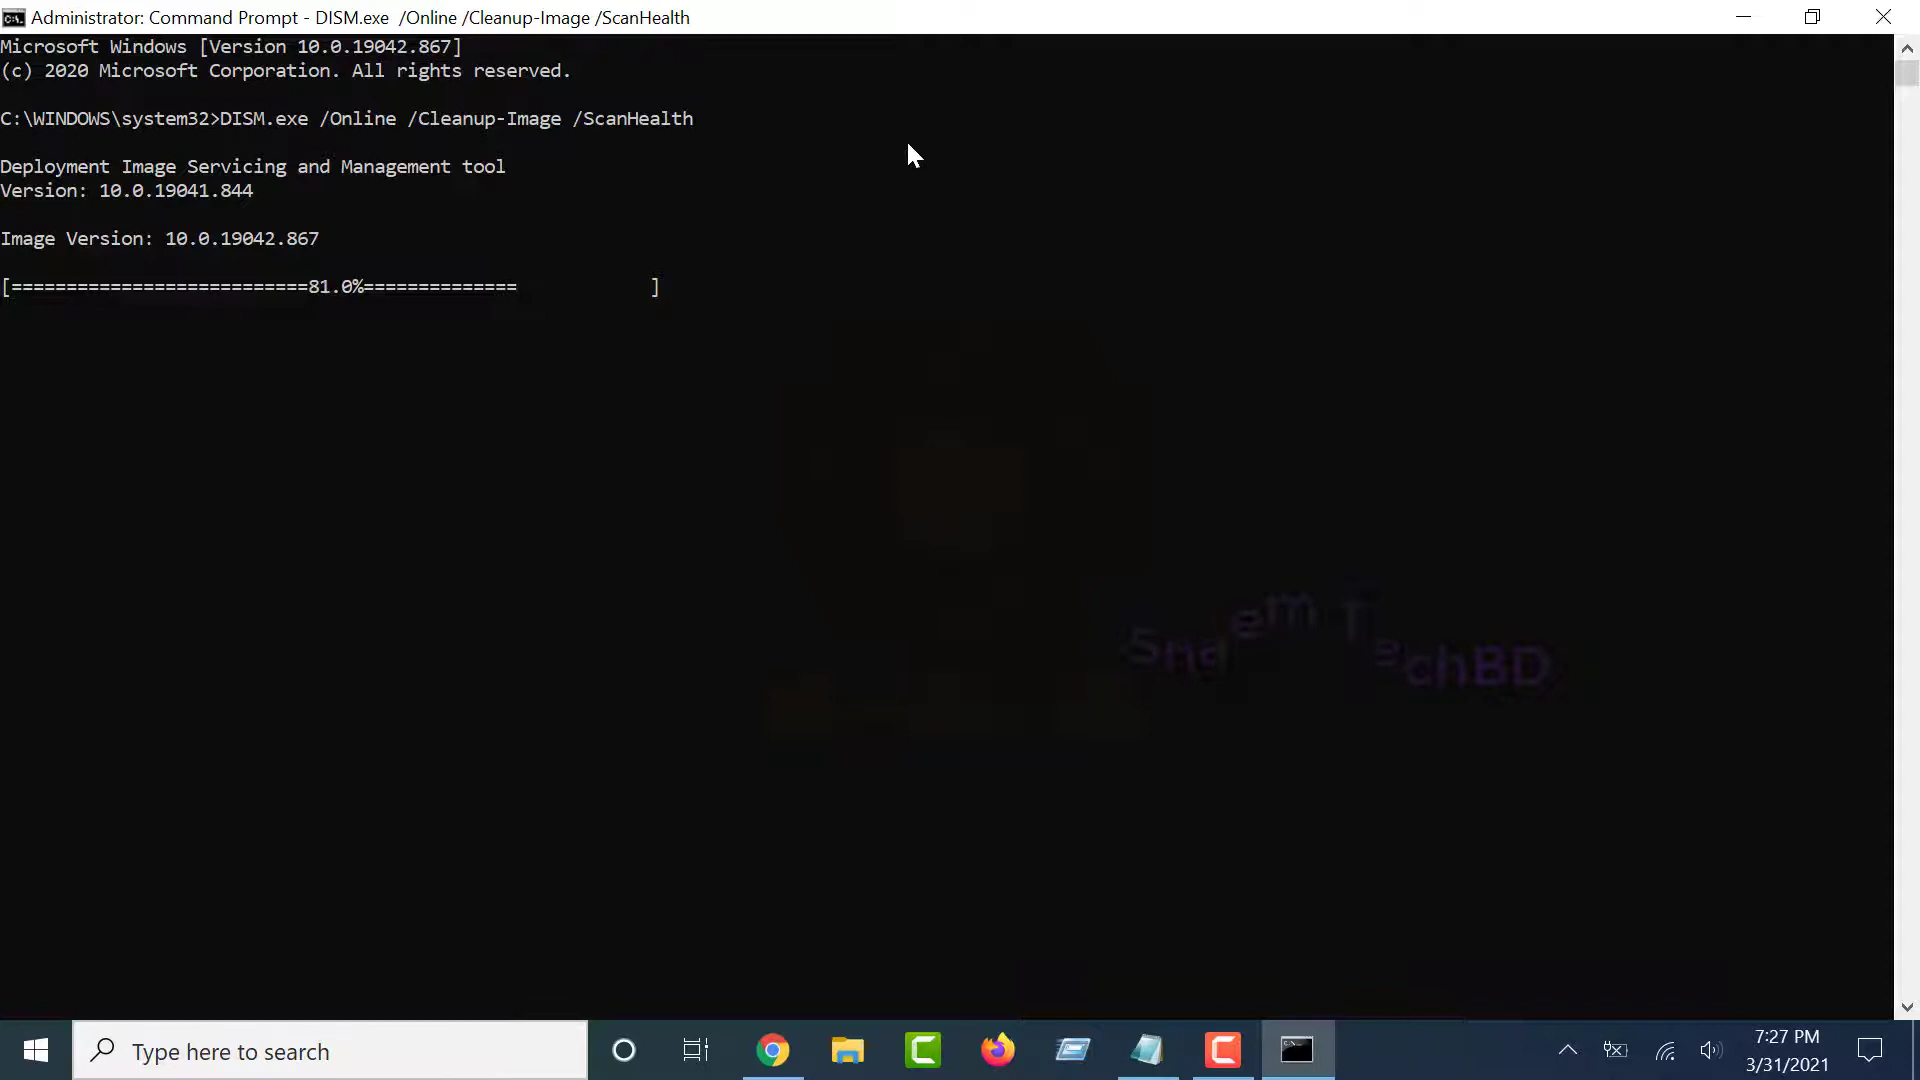 Administrator: Command Prompt - DISM.exe  /Online /Cleanup-Image /ScanHealth
Microsoft Windows [Version 10.0.19042.867]
(c) 2020 Microsoft Corporation. All rights reserved.
C:\WINDOWS\system32>DISM.exe /Online /Cleanup-Image /ScanHealth
Deployment Image Servicing and Management tool
Version: 10.0.19041.844
Image Version: 10.0.19042.867
[===========================81.0%==============            ]
Type here to search
7:27 PM
3/31/2021